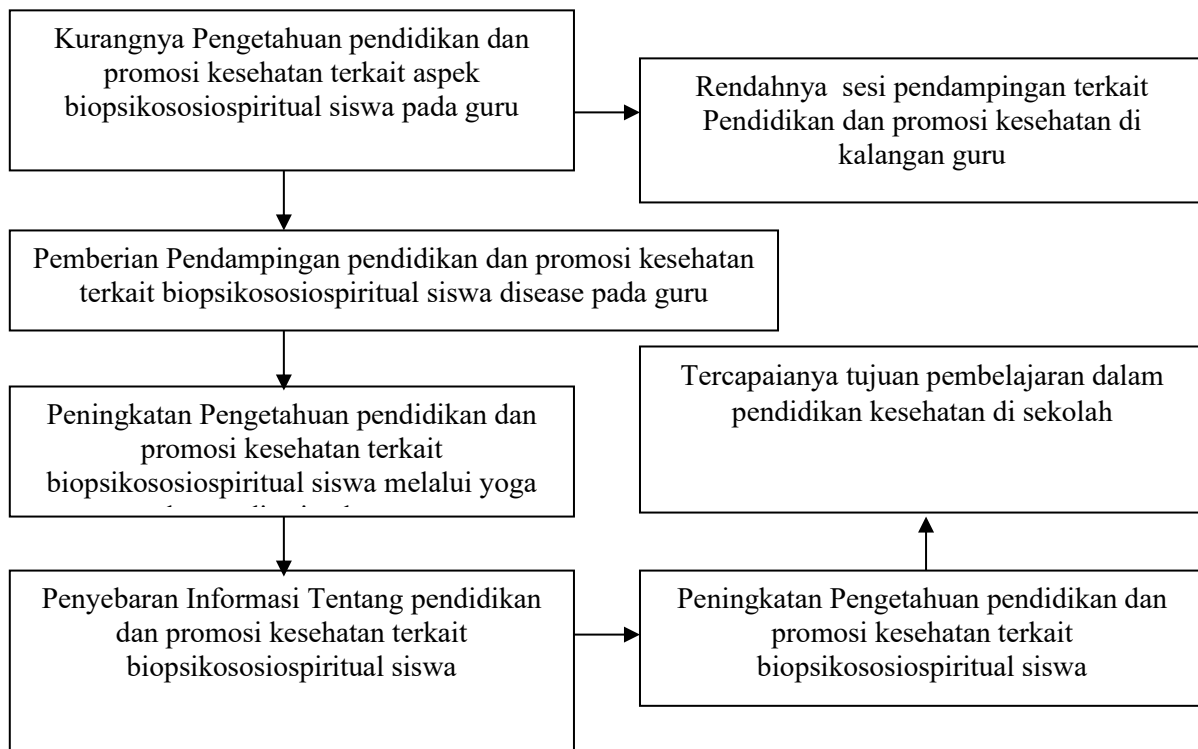 Kurangnya Pengetahuan pendidikan dan
promosi kesehatan terkait aspek
biopsikososiospiritual siswa pada guru
Rendahnya sesi pendampingan terkait
Pendidikan dan promosi kesehatan di
kalangan guru
Pemberian Pendampingan pendidikan dan promosi kesehatan
terkait biopsikososiospiritual siswa disease pada guru
Peningkatan Pengetahuan pendidikan dan
promosi kesehatan terkait
biopsikososiospiritual siswa melalui yoga
Tercapaianya tujuan pembelajaran dalam
pendidikan kesehatan di sekolah
Penyebaran Informasi Tentang pendidikan
dan promosi kesehatan terkait
biopsikososiospiritual siswa
Peningkatan Pengetahuan pendidikan dan
promosi kesehatan terkait
biopsikososiospiritual siswa